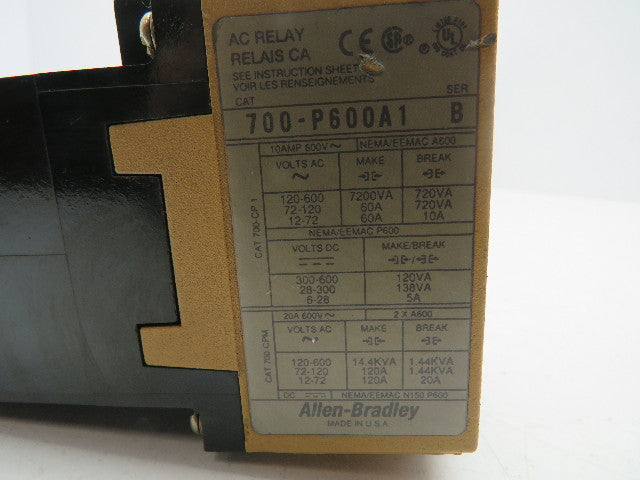 AC RELAY
RELAIS CA
CE
SA
UL
SEE INSTRUCTION SHEET
VOIR LES RENSEIGNEMENTS
CAT SER
700-P600A1 B
10AMP 600V~ NEMA/EEMAC A600
VOLTS AC MAKE BREAK
~
120-600 7200VA 720VA
72-120 60A 720VA
12-72 60A 10A
CAT 700-CP1
NEMA/EEMAC P600
VOLTS DC MAKE/BREAK
300-600 120VA
28-300 138VA
6-28 5A
20A 600V~ 2 X A600
VOLTS AC MAKE BREAK
~
120-600 14.4KVA 1.44KVA
72-120 120A 1.44KVA
12-72 120A 20A
CAT 700 CPM
DC NEMA/EEMAC N150 P600
Allen-Bradley
MADE IN U.S.A